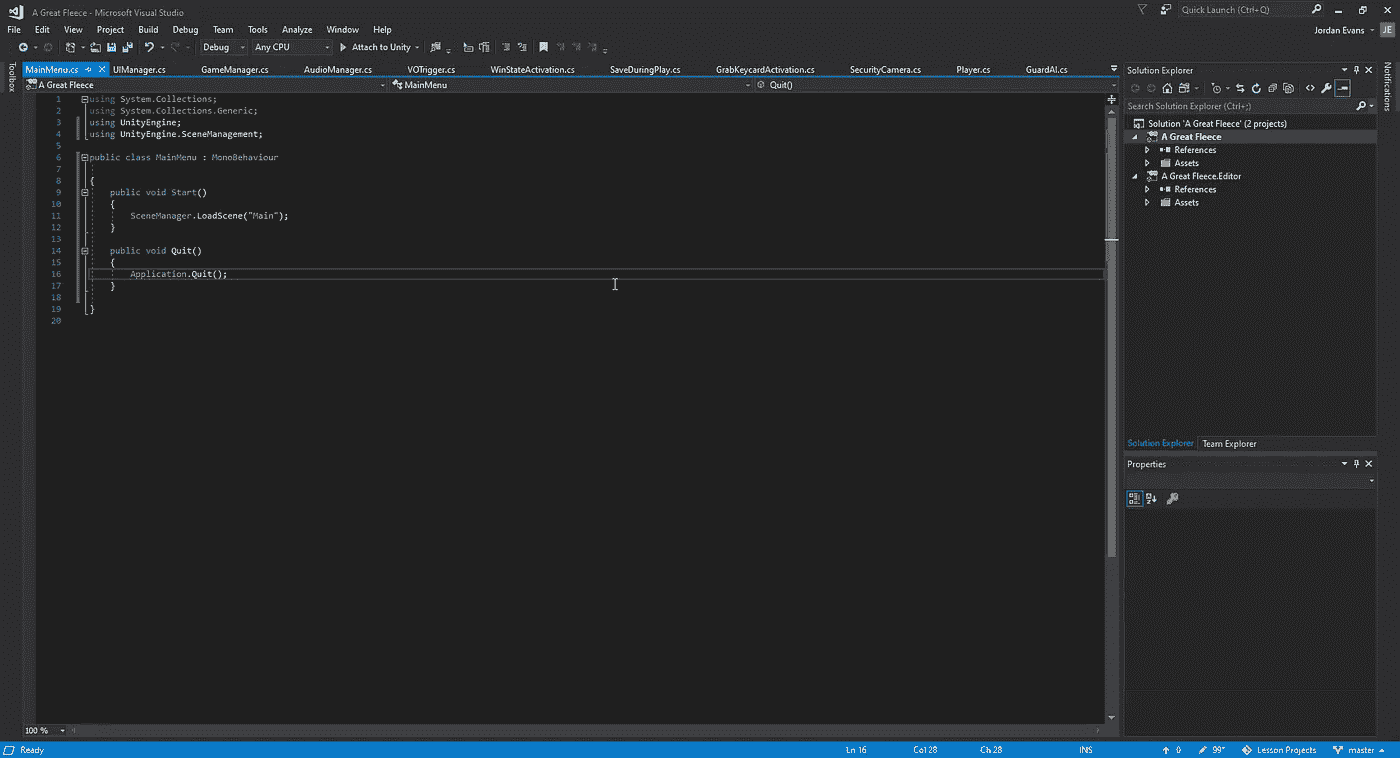 A Great Fleece - Microsoft Visual Studio
Quick Launch (Ctrl+Q)
File Edit View Project Build Debug Team Tools Analyze Window Help
Jordan Evans JE
Debug Any CPU Attach to Unity
Toolbox
MainMenu.cs UIManager.cs GameManager.cs AudioManager.cs VOTrigger.cs WinStateActivation.cs SaveDuringPlay.cs GrabKeycardActivation.cs SecurityCamera.cs Player.cs GuardAI.cs
A Great Fleece MainMenu Quit()
1 using System.Collections;
2 using System.Collections.Generic;
3 using UnityEngine;
4 using UnityEngine.SceneManagement;
5
6 public class MainMenu : MonoBehaviour
7
8 {
9 public void Start()
10 {
11 SceneManager.LoadScene("Main");
12 }
13
14 public void Quit()
15 {
16 Application.Quit();
17 }
18
19 }
20
100 %
Solution Explorer
Search Solution Explorer (Ctrl+;)
Solution 'A Great Fleece' (2 projects)
A Great Fleece
References
Assets
A Great Fleece.Editor
References
Assets
Solution Explorer Team Explorer
Properties
Notifications
Ready Ln 16 Col 28 Ch 28 INS 0 99* Lesson Projects master